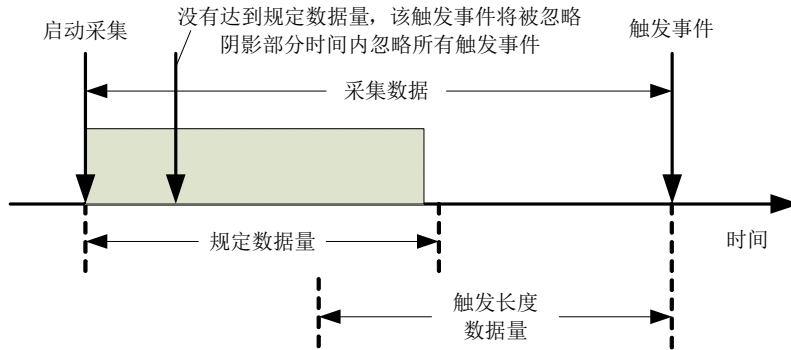 没有达到规定数据量，该触发事件将被忽略
阴影部分时间内忽略所有触发事件
启动采集
触发事件
采集数据
规定数据量
时间
触发长度
数据量